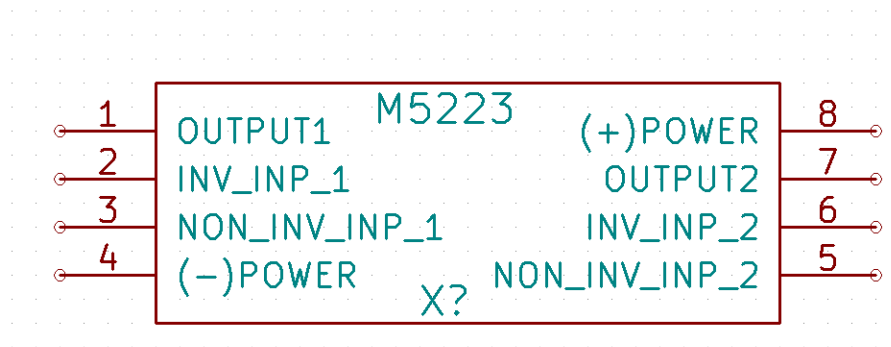 M5223
1 OUTPUT1 (+)POWER 8
2 INV_INP_1 OUTPUT2 7
3 NON_INV_INP_1 INV_INP_2 6
4 (-)POWER NON_INV_INP_2 5
X?